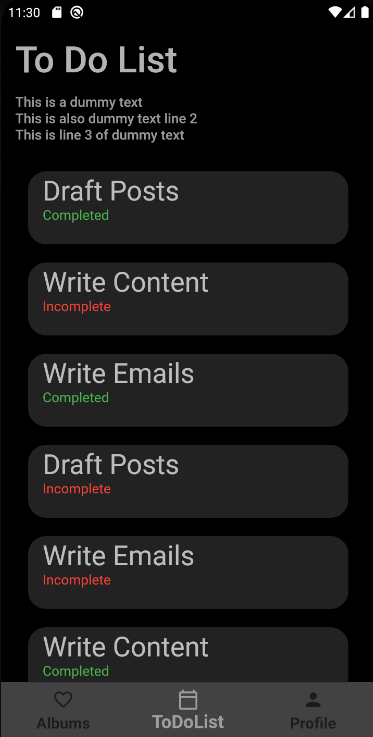 11:30
To Do List
This is a dummy text
This is also dummy text line 2
This is line 3 of dummy text
Draft Posts
Completed
Write Content
Incomplete
Write Emails
Completed
Draft Posts
Incomplete
Write Emails
Incomplete
Write Content
Completed
Albums
ToDoList
Profile